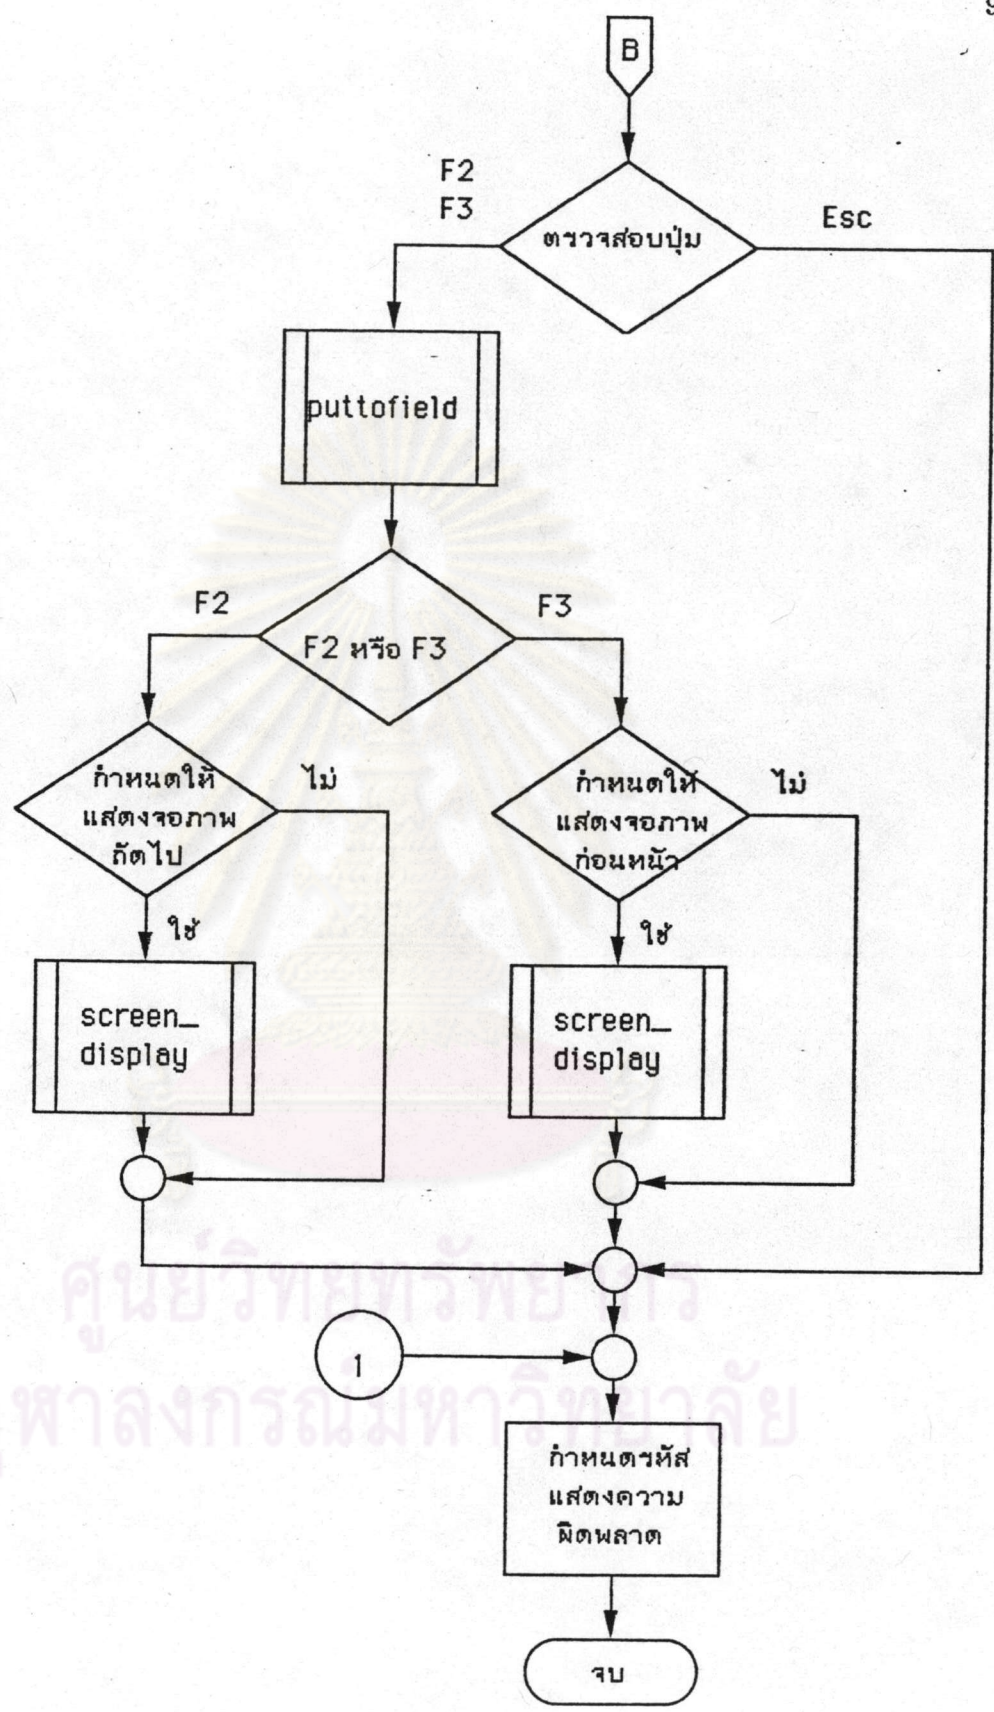 B
F2
F3
ตรวจสอบปุ่ม
Esc
puttofield
F2
F2 หรือ F3
F3
กำหนดให้
แสดงจอภาพ
ถัดไป
ไม่
กำหนดให้
แสดงจอภาพ
ก่อนหน้า
ไม่
ใช่
ใช่
screen_
display
screen_
display
ศูนย์วิทยทรัพยากร
1
จุฬาลงกรณ์มหาวิทยาลัย
กำหนดรหัส
แสดงความ
ผิดพลาด
จบ